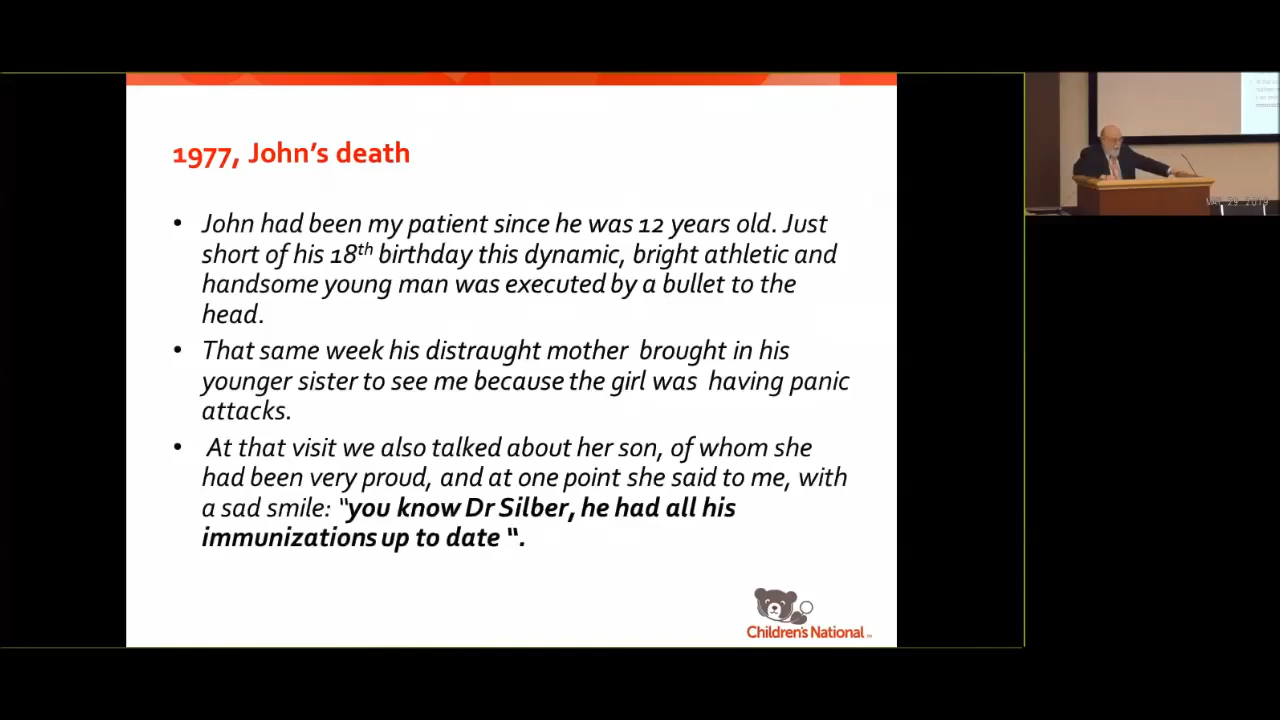 1977, John's death
• John had been my patient since he was 12 years old. Just
short of his 18th birthday this dynamic, bright athletic and
handsome young man was executed by a bullet to the
head.
• That same week his distraught mother brought in his
younger sister to see me because the girl was having panic
attacks.
• At that visit we also talked about her son, of whom she
had been very proud, and at one point she said to me, with
a sad smile: “you know Dr Silber, he had all his
immunizations up to date “.
Children's National
29 2019